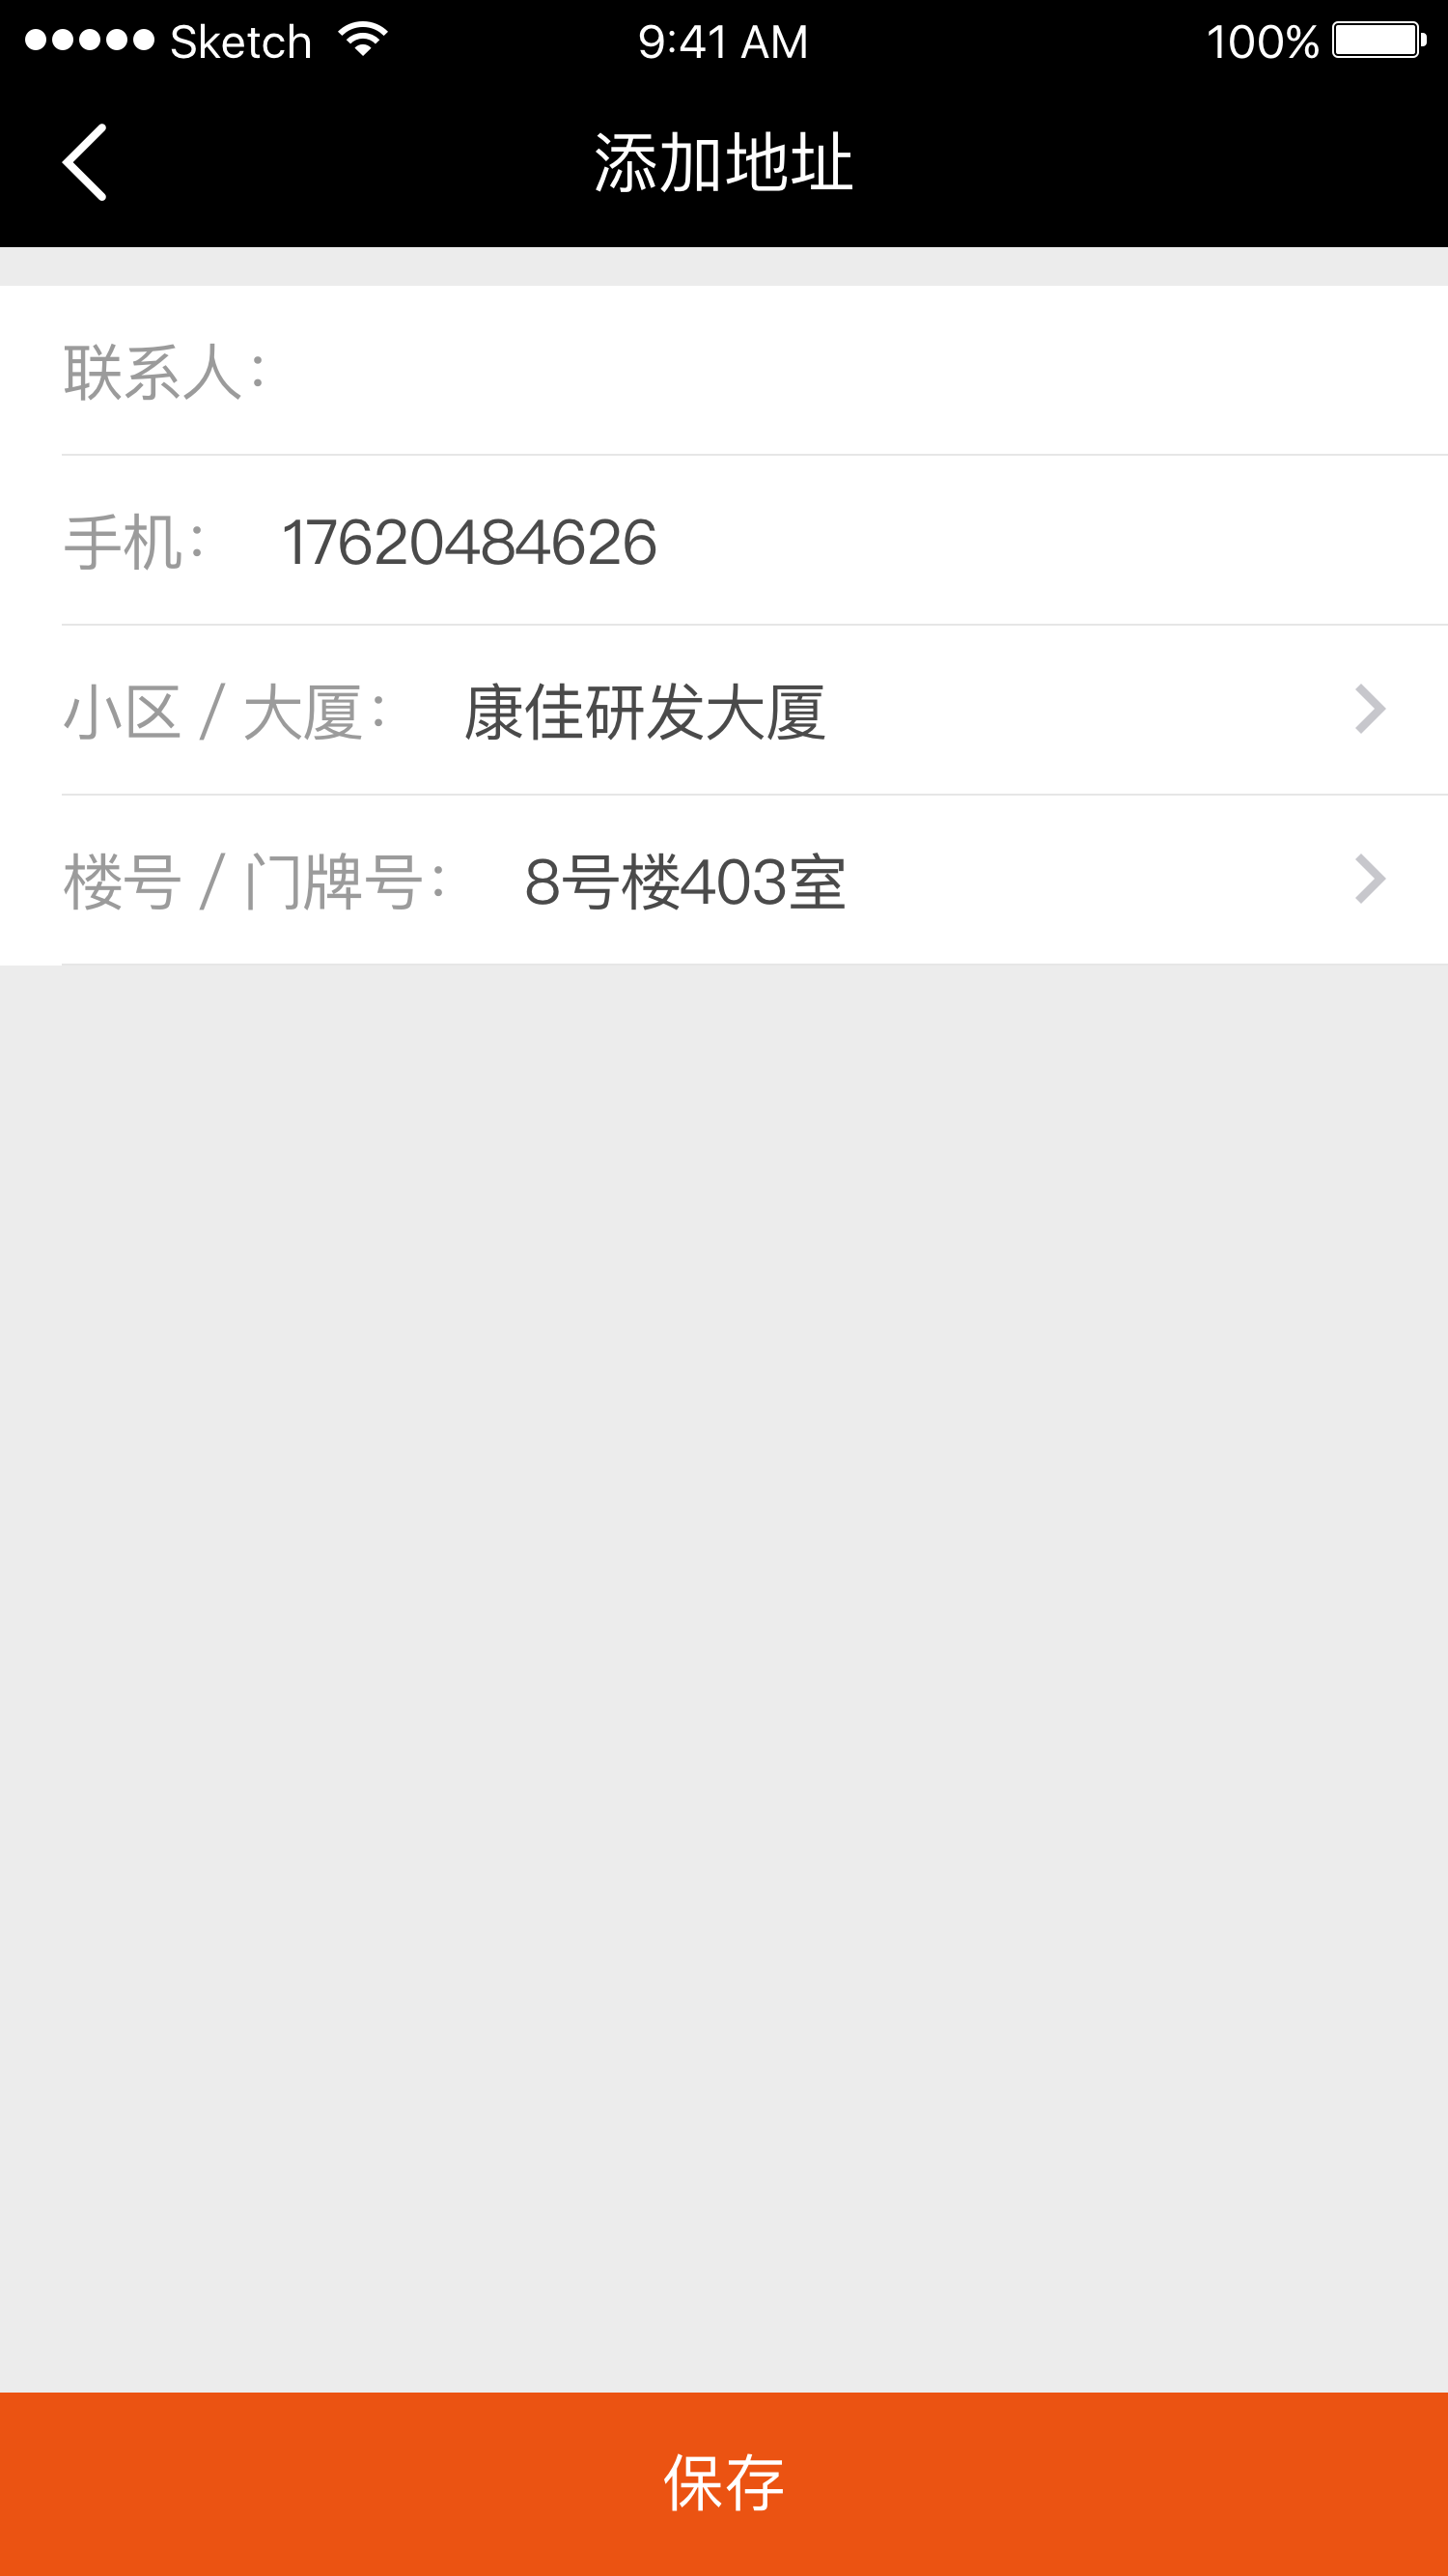 Sketch 9:41 AM 100%
添加地址
联系人：
手机： 17620484626
小区 / 大厦： 康佳研发大厦
楼号 / 门牌号： 8号楼403室
保存